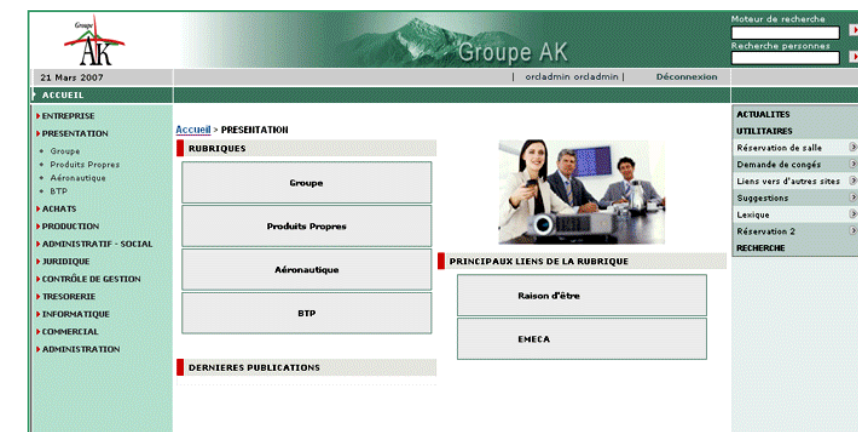 Groupe
AK
Groupe AK
Moteur de recherche
Recherche personnes
21 Mars 2007
| orcladmin orcladmin |
Déconnexion
ACCUEIL
ENTREPRISE
PRESENTATION
Groupe
Produits Propres
Aéronautique
BTP
ACHATS
PRODUCTION
ADMINISTRATIF - SOCIAL
JURIDIQUE
CONTRÔLE DE GESTION
TRESORERIE
INFORMATIQUE
COMMERCIAL
ADMINISTRATION
Accueil > PRESENTATION
RUBRIQUES
Groupe
Produits Propres
Aéronautique
BTP
DERNIERES PUBLICATIONS
PRINCIPAUX LIENS DE LA RUBRIQUE
Raison d'être
EMECA
ACTUALITES
UTILITAIRES
Réservation de salle
Demande de congés
Liens vers d'autres sites
Suggestions
Lexique
Réservation 2
RECHERCHE